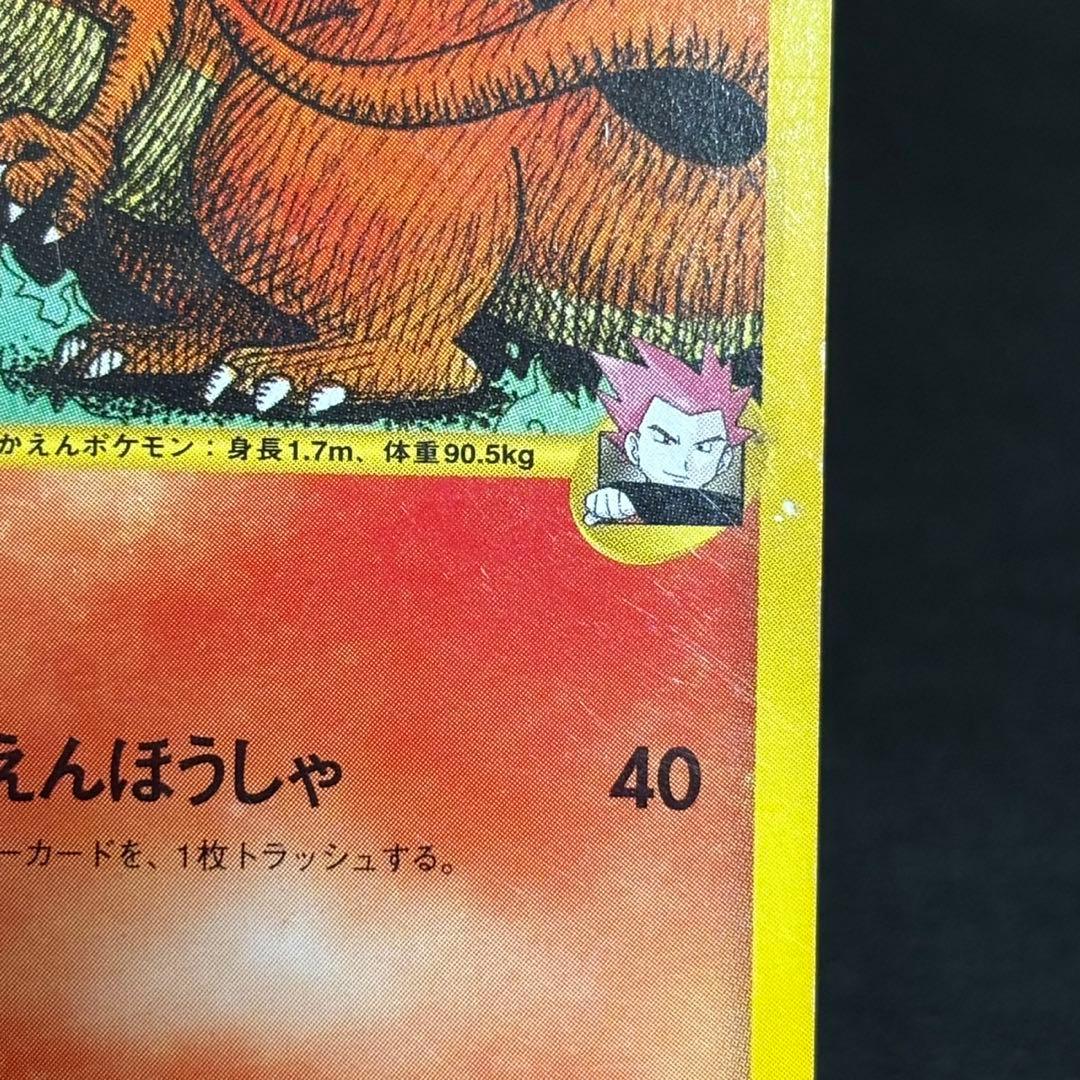 かえんポケモン：身長1.7m、体重90.5kg
えんほうしゃ 40
ーカードを、1枚トラッシュする。